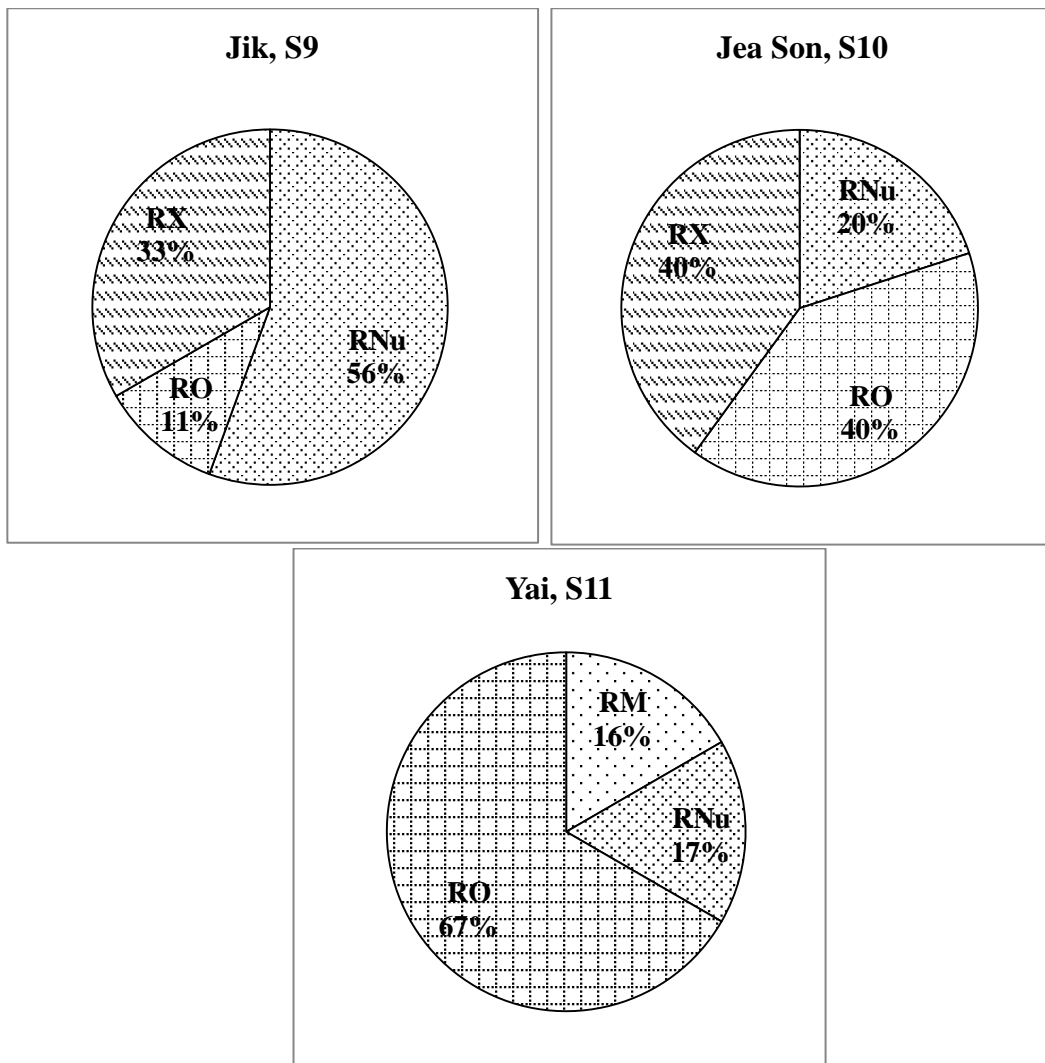 Jik, S9
RX
33%
RNu
56%
RO
11%
Jea Son, S10
RNu
20%
RX
40%
RO
40%
Yai, S11
RM
16%
RNu
17%
RO
67%